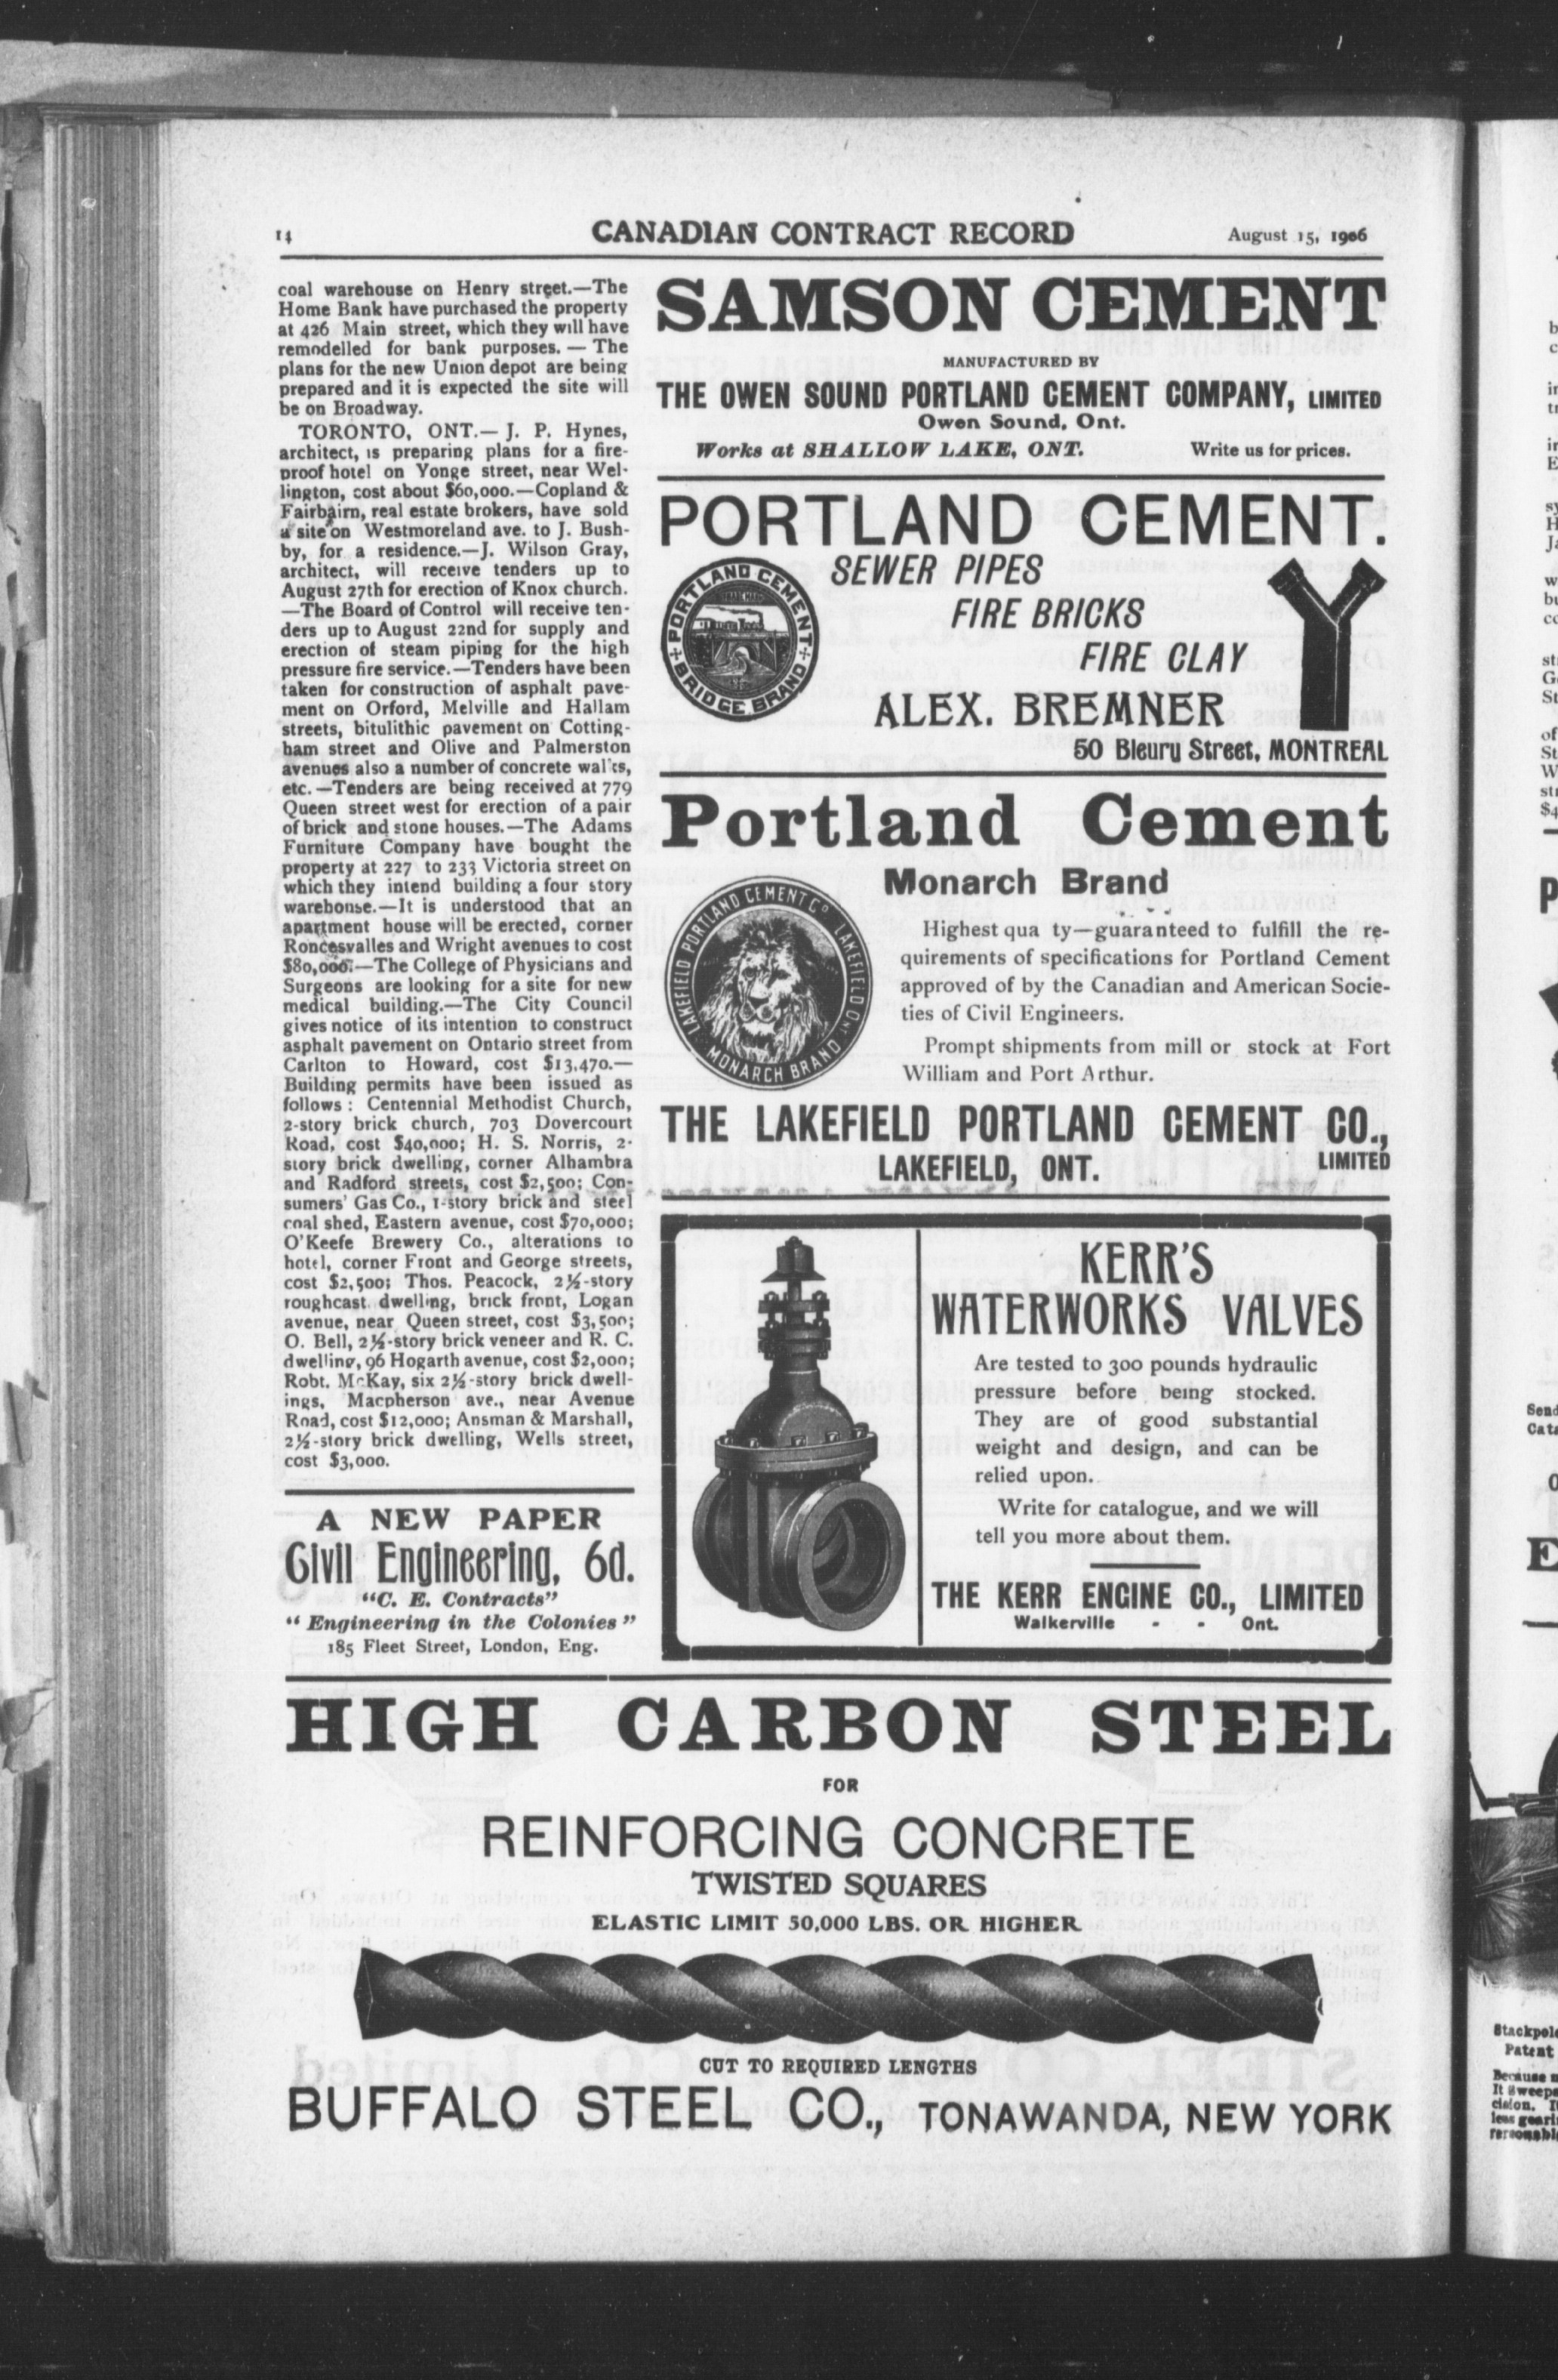 14
CANADIAN CONTRACT RECORD
August 15, 1906
coal warehouse on Henry street.—The
Home Bank have purchased the property
at 426 Main street, which they will have
remodelled for bank purposes. — The
plans for the new Union depot are being
prepared and it is expected the site will
be on Broadway.
TORONTO, ONT.— J. P. Hynes,
architect, is preparing plans for a fire-
proof hotel on Yonge street, near Wel-
lington, cost about $60,000.—Copland &
Fairbairn, real estate brokers, have sold
a site on Westmoreland ave. to J. Bush-
by, for a residence.—J. Wilson Gray,
architect, will receive tenders up to
August 27th for erection of Knox church.
—The Board of Control will receive ten-
ders up to August 22nd for supply and
erection of steam piping for the high
pressure fire service.—Tenders have been
taken for construction of asphalt pave-
ment on Orford, Melville and Hallam
streets, bitulithic pavement on Cotting-
ham street and Olive and Palmerston
avenues also a number of concrete walks,
etc.—Tenders are being received at 779
Queen street west for erection of a pair
of brick and stone houses.—The Adams
Furniture Company have bought the
property at 227 to 233 Victoria street on
which they intend building a four story
warehouse.—It is understood that an
apartment house will be erected, corner
Roncesvalles and Wright avenues to cost
$80,000.—The College of Physicians and
Surgeons are looking for a site for new
medical building.—The City Council
gives notice of its intention to construct
asphalt pavement on Ontario street from
Carlton to Howard, cost $13,470.—
Building permits have been issued as
follows : Centennial Methodist Church,
2-story brick church, 703 Dovercourt
Road, cost $40,000; H. S. Norris, 2-
story brick dwelling, corner Alhambra
and Radford streets, cost $2,500; Con-
sumers' Gas Co., 1-story brick and steel
coal shed, Eastern avenue, cost $70,000;
O'Keefe Brewery Co., alterations to
hotel, corner Front and George streets,
cost $2,500; Thos. Peacock, 2½-story
roughcast dwelling, brick front, Logan
avenue, near Queen street, cost $3,500;
O. Bell, 2½-story brick veneer and R. C.
dwelling, 96 Hogarth avenue, cost $2,000;
Robt. McKay, six 2½-story brick dwell-
ings, Macpherson ave., near Avenue
Road, cost $12,000; Ansman & Marshall,
2½-story brick dwelling, Wells street,
cost $3,000.
A NEW PAPER
Civil Engineering, 6d.
"C. E. Contracts"
"Engineering in the Colonies"
185 Fleet Street, London, Eng.
SAMSON CEMENT
MANUFACTURED BY
THE OWEN SOUND PORTLAND CEMENT COMPANY, LIMITED
Owen Sound, Ont.
Works at SHALLOW LAKE, ONT. Write us for prices.
PORTLAND CEMENT.
PORTLAND CEMENT
BRIDGE BRAND
SEWER PIPES
FIRE BRICKS
FIRE CLAY
ALEX. BREMNER
50 Bleury Street, MONTREAL
Portland Cement
Monarch Brand
LAKEFIELD PORTLAND CEMENT Co LAKEFIELD ONT
MONARCH BRAND
Highest qua ty—guaranteed to fulfill the re-
quirements of specifications for Portland Cement
approved of by the Canadian and American Socie-
ties of Civil Engineers.
Prompt shipments from mill or stock at Fort
William and Port Arthur.
THE LAKEFIELD PORTLAND CEMENT CO.,
LAKEFIELD, ONT. LIMITED
KERR'S
WATERWORKS VALVES
Are tested to 300 pounds hydraulic
pressure before being stocked.
They are of good substantial
weight and design, and can be
relied upon.
Write for catalogue, and we will
tell you more about them.
THE KERR ENGINE CO., LIMITED
Walkerville - - Ont.
HIGH CARBON STEEL
FOR
REINFORCING CONCRETE
TWISTED SQUARES
ELASTIC LIMIT 50,000 LBS. OR HIGHER
CUT TO REQUIRED LENGTHS
BUFFALO STEEL CO., TONAWANDA, NEW YORK